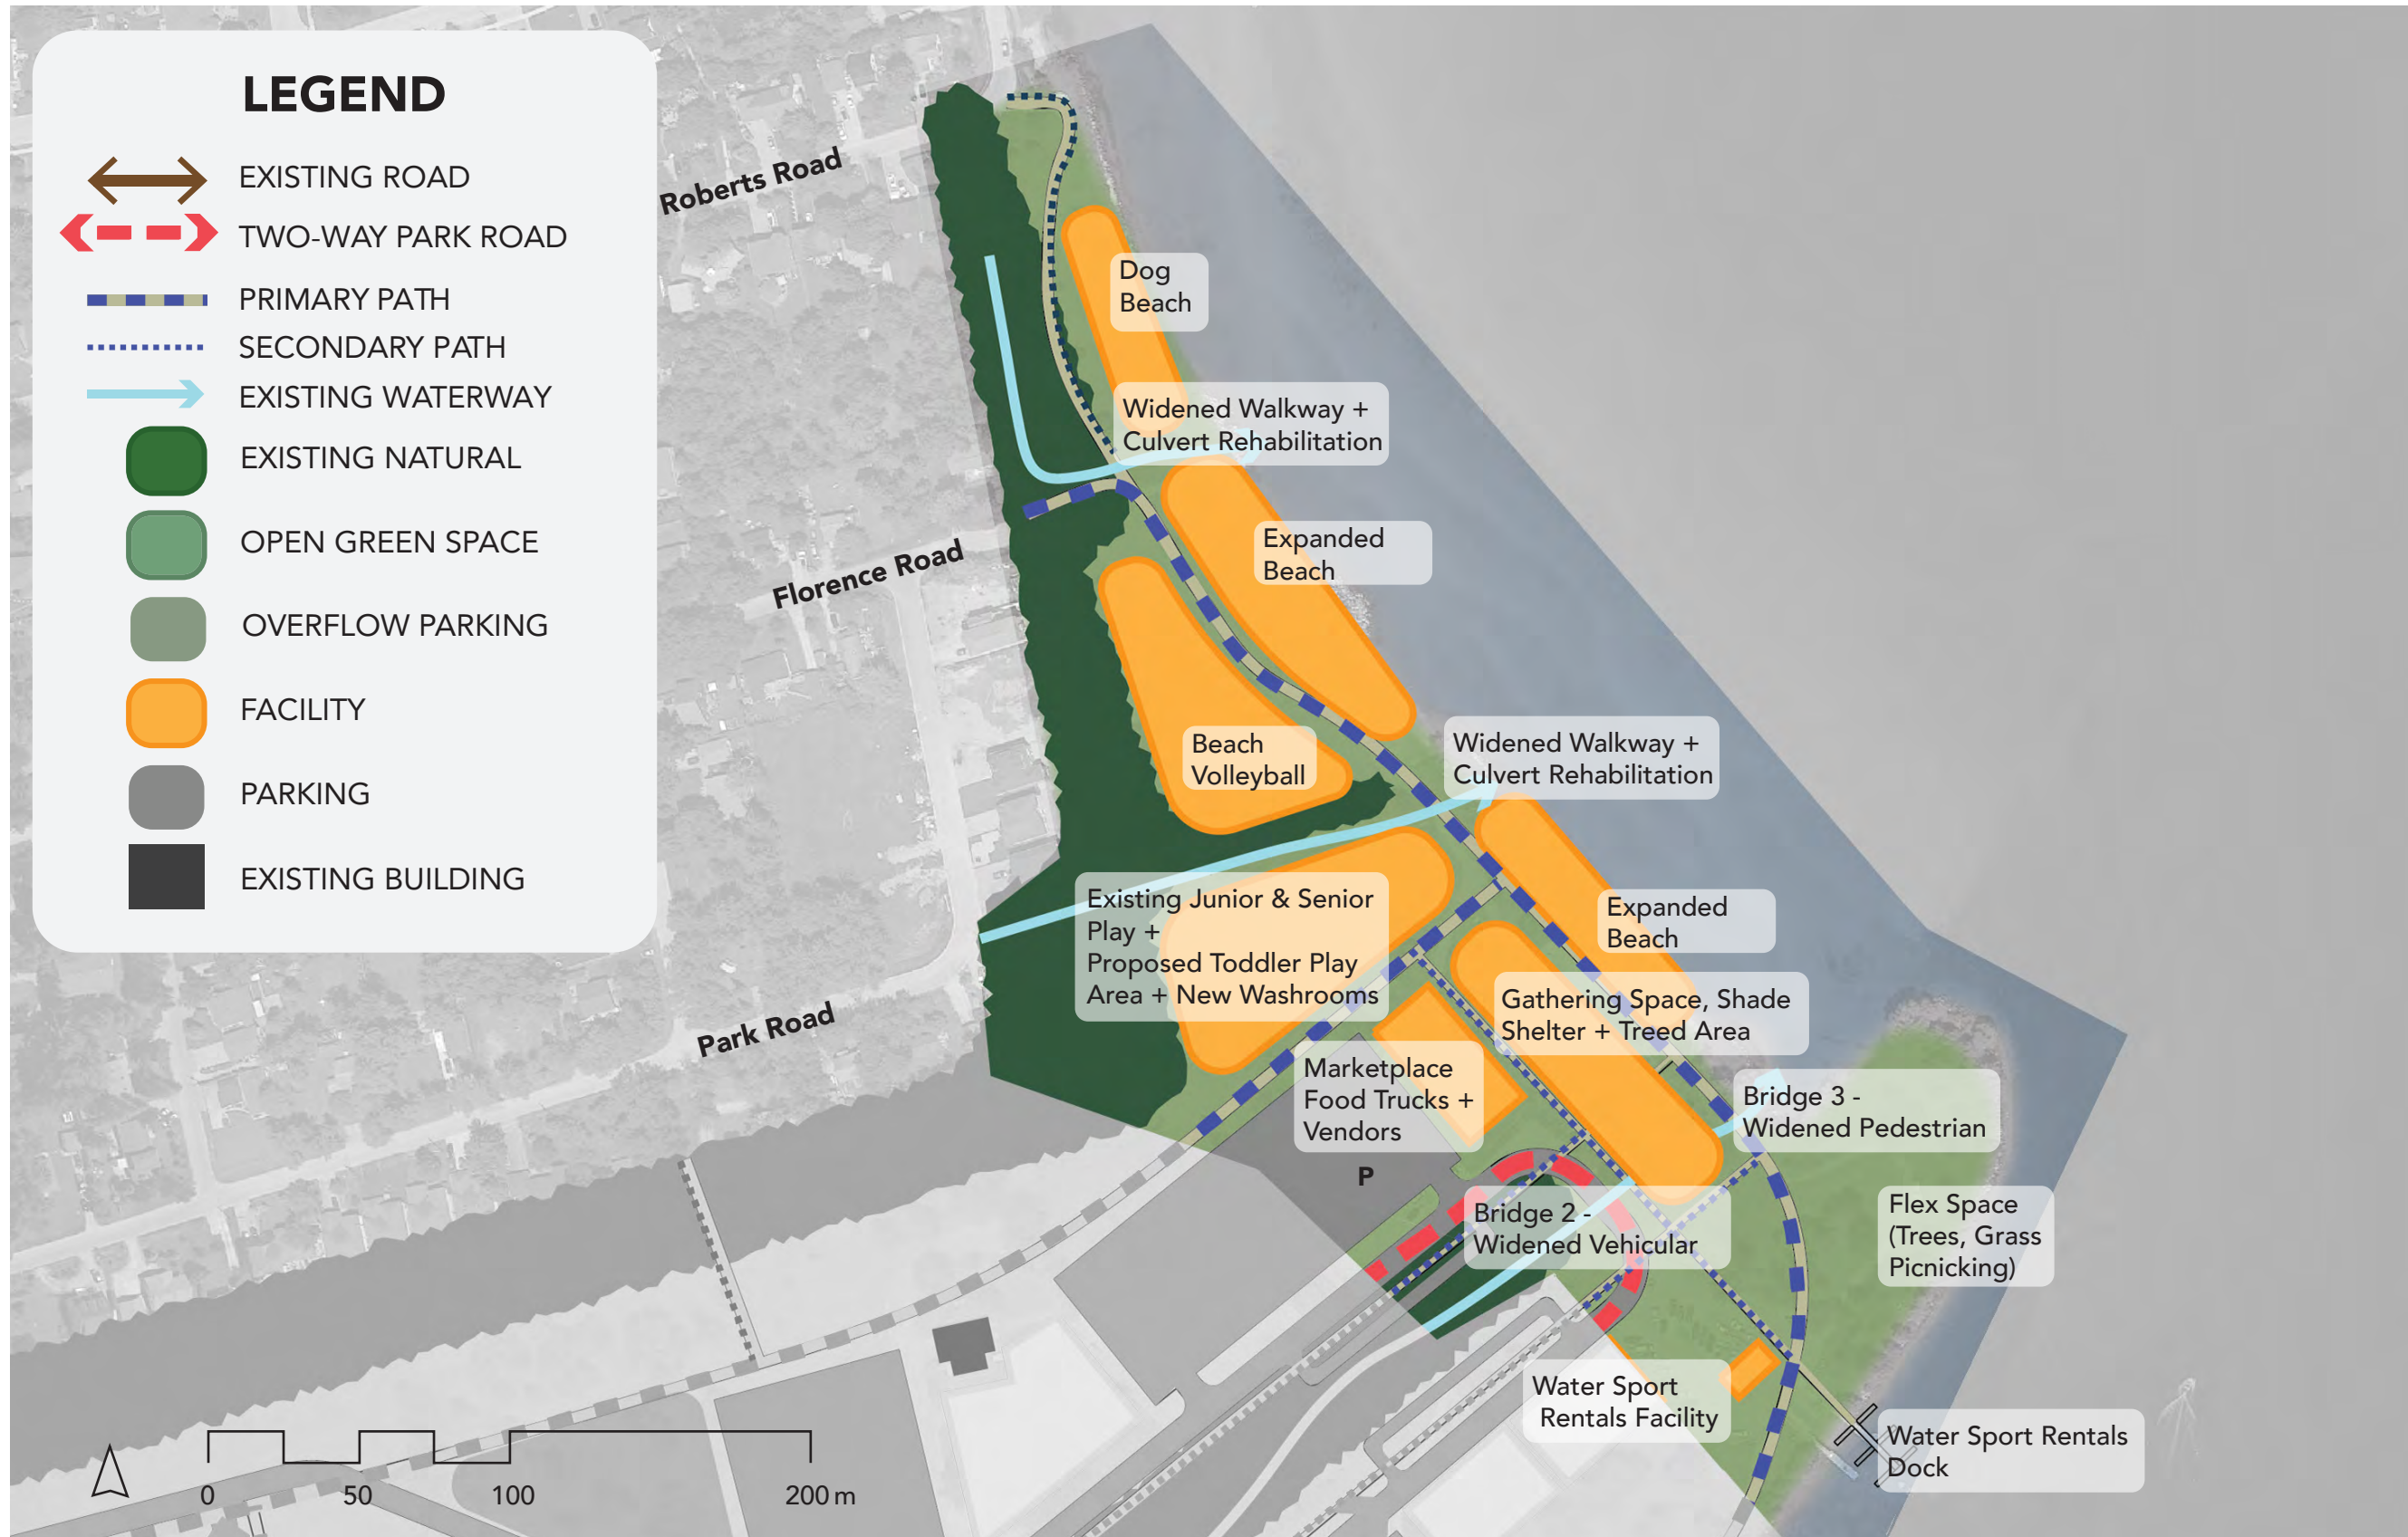 LEGEND
EXISTING ROAD
TWO-WAY PARK ROAD
PRIMARY PATH
SECONDARY PATH
EXISTING WATERWAY
EXISTING NATURAL
OPEN GREEN SPACE
OVERFLOW PARKING
FACILITY
PARKING
EXISTING BUILDING
Roberts Road
Dog
Beach
Widened Walkway +
Culvert Rehabilitation
Florence Road
Expanded
Beach
Beach
Volleyball
Widened Walkway +
Culvert Rehabilitation
Existing Junior & Senior
Play +
Proposed Toddler Play
Area + New Washrooms
Expanded
Beach
Park Road
Gathering Space, Shade
Shelter + Treed Area
Marketplace
Food Trucks +
Vendors
P
Bridge 3 -
Widened Pedestrian
Bridge 2 -
Widened Vehicular
Flex Space
(Trees, Grass
Picnicking)
Water Sport
Rentals Facility
Water Sport Rentals
Dock
0 50 100 200 m